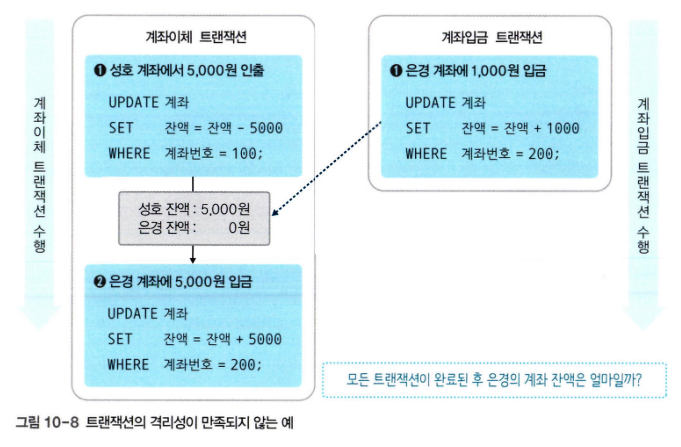 계좌이체 트랜잭션
❶ 성호 계좌에서 5,000원 인출
UPDATE 계좌
SET 잔액 = 잔액 - 5000
WHERE 계좌번호 = 100;
성호 잔액 : 5,000원
은경 잔액 : 0원
❷ 은경 계좌에 5,000원 입금
UPDATE 계좌
SET 잔액 = 잔액 + 5000
WHERE 계좌번호 = 200;
계좌이체 트랜잭션 수행
계좌입금 트랜잭션
❶ 은경 계좌에 1,000원 입금
UPDATE 계좌
SET 잔액 = 잔액 + 1000
WHERE 계좌번호 = 200;
계좌입금 트랜잭션 수행
모든 트랜잭션이 완료된 후 은경의 계좌 잔액은 얼마일까?
그림 10-8 트랜잭션의 격리성이 만족되지 않는 예